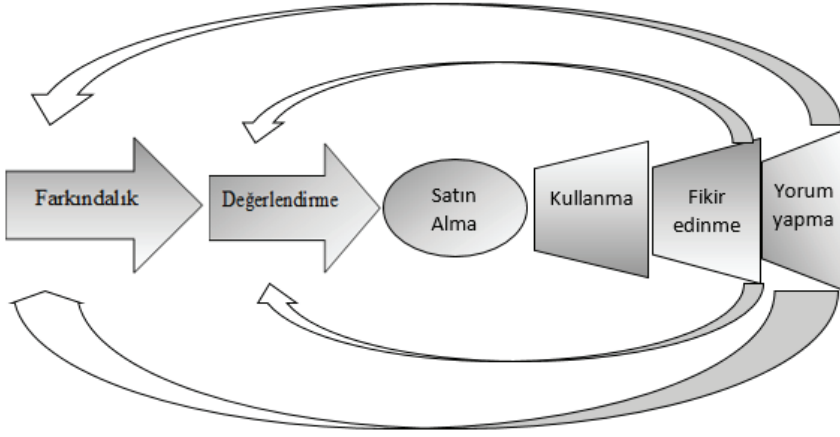 Farkındalık
Değerlendirme
Satın
Alma
Kullanma
Fikir
edinme
Yorum
yapma